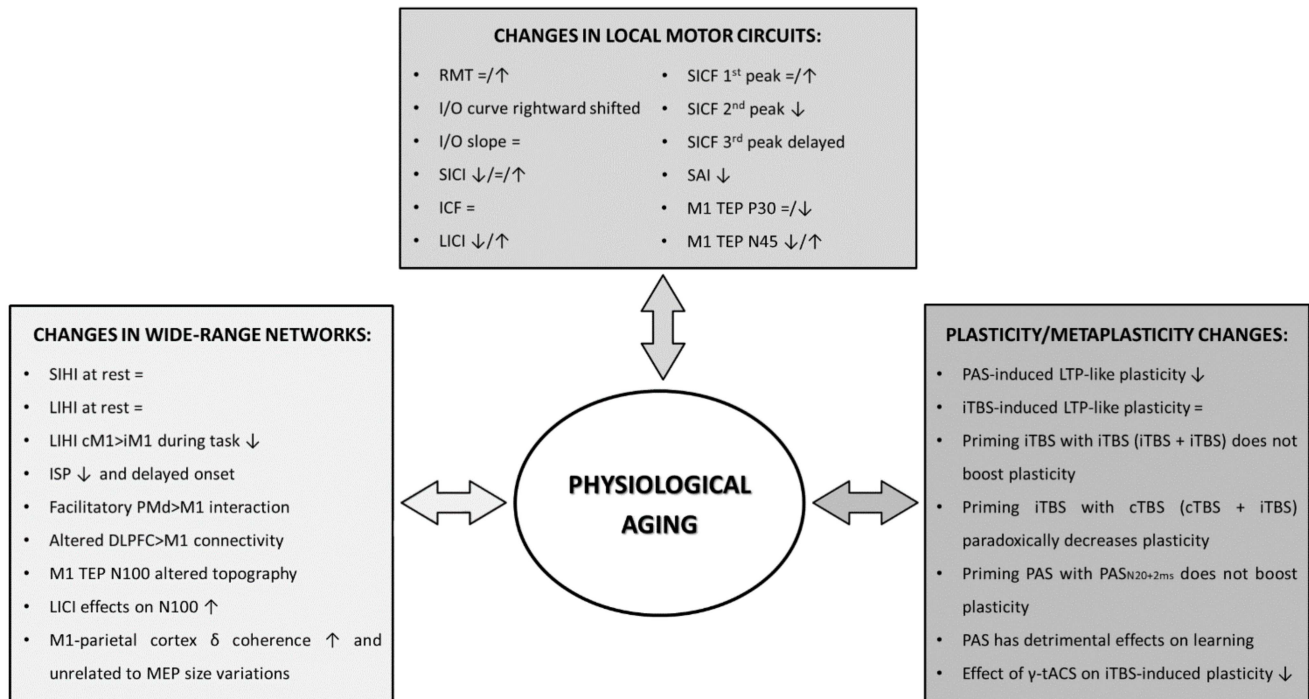 CHANGES IN LOCAL MOTOR CIRCUITS:
• RMT =/↑
• I/O curve rightward shifted
• I/O slope =
• SICI ↓/=/↑
• ICF =
• LICI ↓/↑
• SICF 1st peak =/↑
• SICF 2nd peak ↓
• SICF 3rd peak delayed
• SAI ↓
• M1 TEP P30 =/↓
• M1 TEP N45 ↓/↑
CHANGES IN WIDE-RANGE NETWORKS:
• SIHI at rest =
• LIHI at rest =
• LIHI cM1>iM1 during task ↓
• ISP ↓ and delayed onset
• Facilitatory PMd>M1 interaction
• Altered DLPFC>M1 connectivity
• M1 TEP N100 altered topography
• LICI effects on N100 ↑
• M1-parietal cortex δ coherence ↑ and
unrelated to MEP size variations
PHYSIOLOGICAL
AGING
PLASTICITY/METAPLASTICITY CHANGES:
• PAS-induced LTP-like plasticity ↓
• iTBS-induced LTP-like plasticity =
• Priming iTBS with iTBS (iTBS + iTBS) does not
boost plasticity
• Priming iTBS with cTBS (cTBS + iTBS)
paradoxically decreases plasticity
• Priming PAS with PASN20+2ms does not boost
plasticity
• PAS has detrimental effects on learning
• Effect of γ-tACS on iTBS-induced plasticity ↓